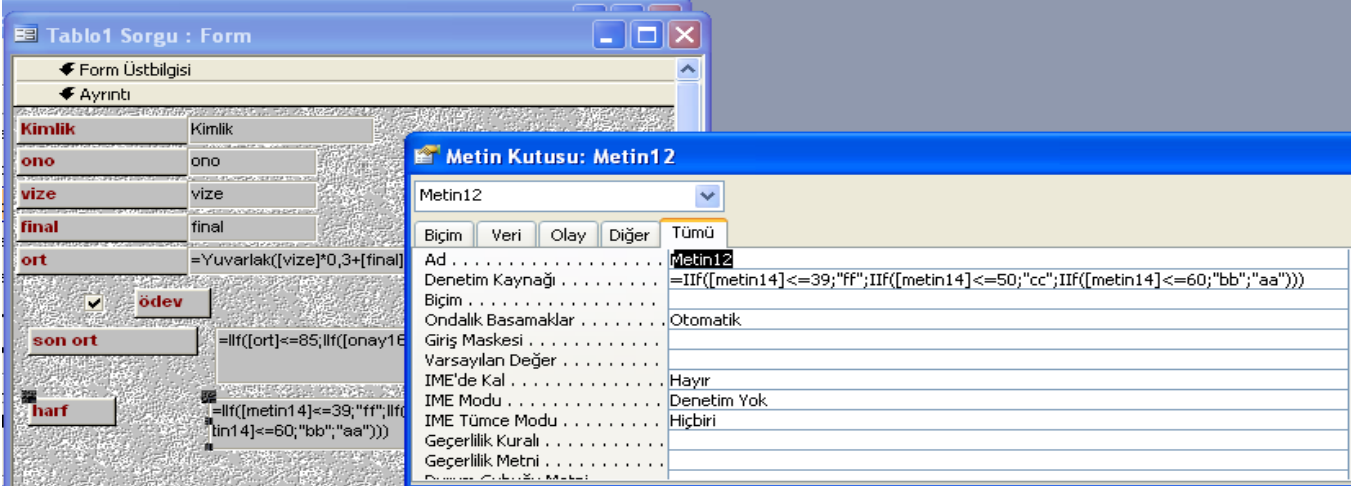 Tablo1 Sorgu : Form
Form Üstbilgisi
Ayrıntı
Kimlik Kimlik
ono ono
vize vize
final final
ort =Yuvarlak([vize]*0,3+[final]
ödev
son ort =IIf([ort]<=85;IIf([onay16
harf =IIf([metin14]<=39;"ff";IIf(
tin14]<=60;"bb";"aa")))
Metin Kutusu: Metin12
Metin12
Biçim Veri Olay Diğer Tümü
Ad . . . . . . . . . . . . . . . . . . . . . Metin12
Denetim Kaynağı . . . . . . . . . =IIf([metin14]<=39;"ff";IIf([metin14]<=50;"cc";IIf([metin14]<=60;"bb";"aa")))
Biçim . . . . . . . . . . . . . . . . . . .
Ondalık Basamaklar . . . . . . . . Otomatik
Giriş Maskesi . . . . . . . . . . . .
Varsayılan Değer . . . . . . . . .
IME'de Kal . . . . . . . . . . . . . . Hayır
IME Modu . . . . . . . . . . . . . . Denetim Yok
IME Tümce Modu . . . . . . . . . Hiçbiri
Geçerlilik Kuralı . . . . . . . . . . .
Geçerlilik Metni . . . . . . . . . . .